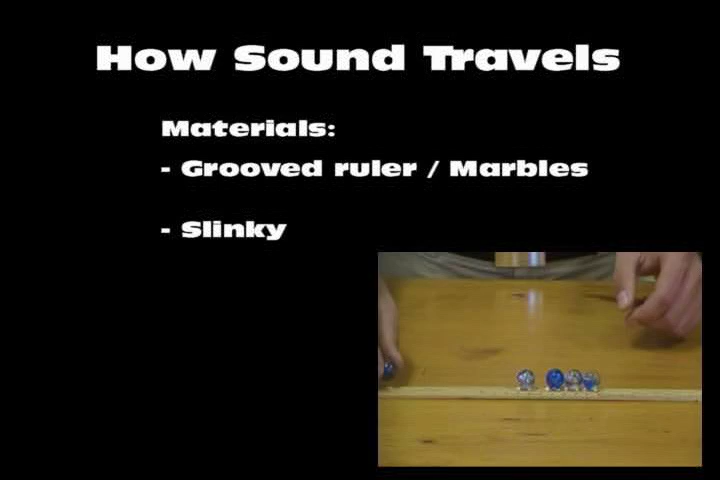 How Sound Travels
Materials:
- Grooved ruler / Marbles
- Slinky